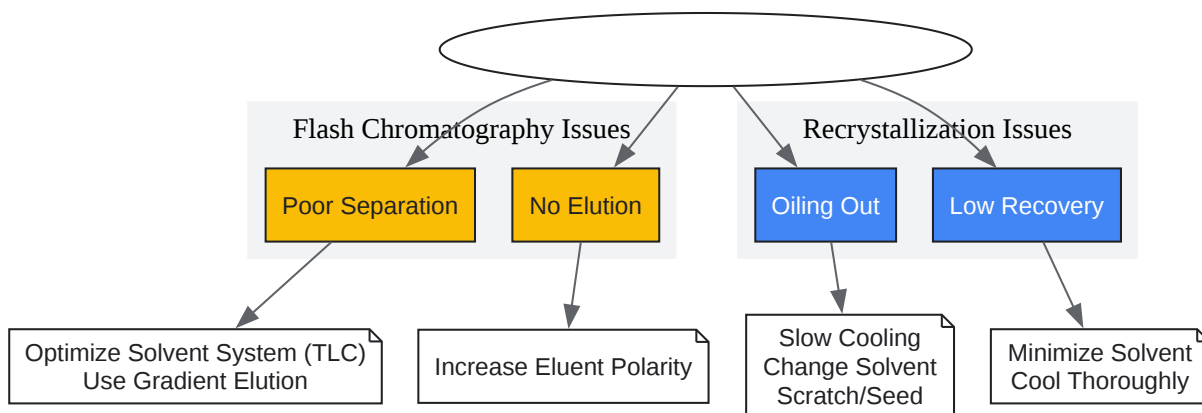 Flash Chromatography Issues
Recrystallization Issues
Poor Separation
No Elution
Oiling Out
Low Recovery
Optimize Solvent System (TLC)
Use Gradient Elution
Increase Eluent Polarity
Slow Cooling
Change Solvent
Scratch/Seed
Minimize Solvent
Cool Thoroughly